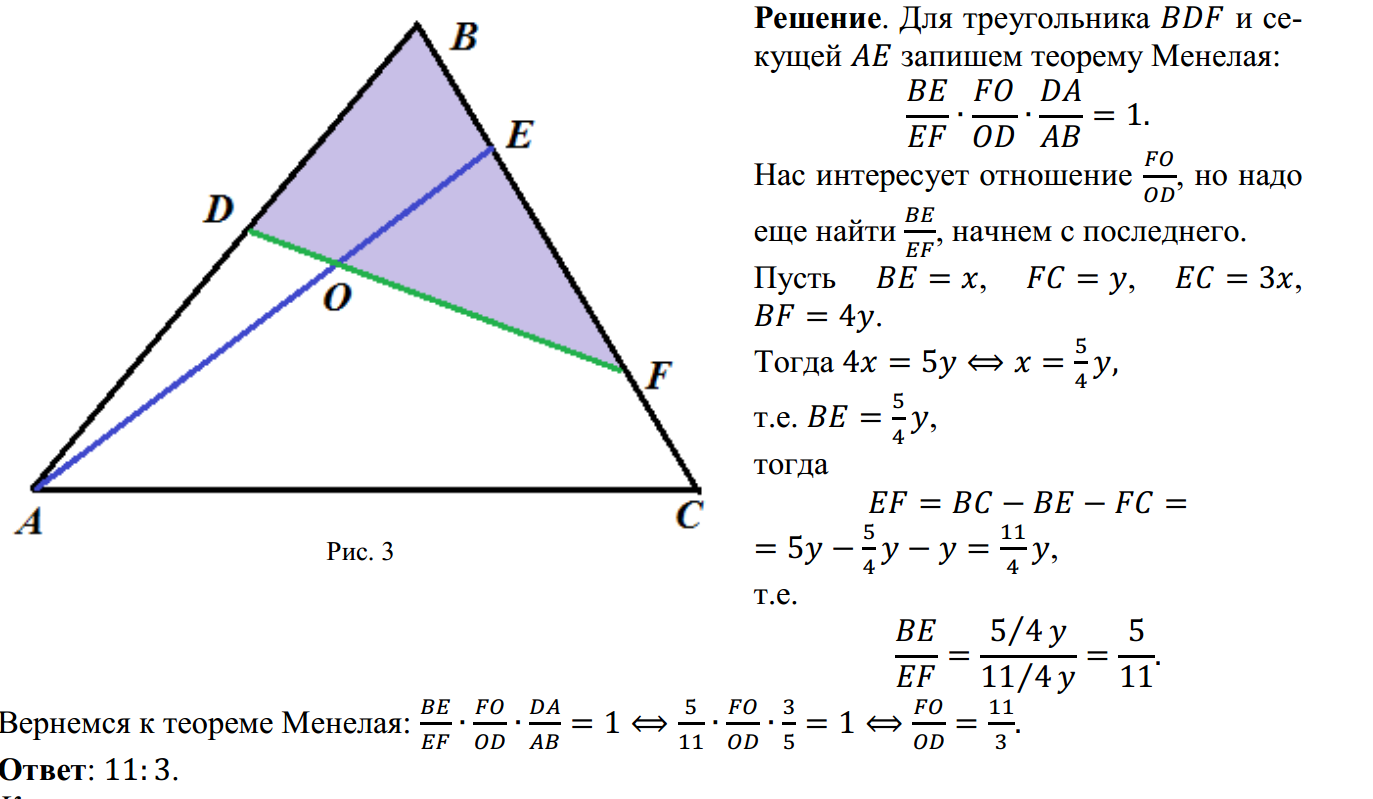 B
E
D
O
F
A
C
Рис. 3
Решение. Для треугольника BDF и се-
кущей AE запишем теорему Менелая:
BE/EF · FO/OD · DA/AB = 1.
Нас интересует отношение FO/OD, но надо
еще найти BE/EF, начнем с последнего.
Пусть BE = x, FC = y, EC = 3x,
BF = 4y.
Тогда 4x = 5y ⟺ x = 5/4 y,
т.е. BE = 5/4 y,
тогда
EF = BC − BE − FC =
= 5y − 5/4 y − y = 11/4 y,
т.е.
BE/EF = (5/4 y)/(11/4 y) = 5/11.
Вернемся к теореме Менелая: BE/EF · FO/OD · DA/AB = 1 ⟺ 5/11 · FO/OD · 3/5 = 1 ⟺ FO/OD = 11/3.
Ответ: 11: 3.